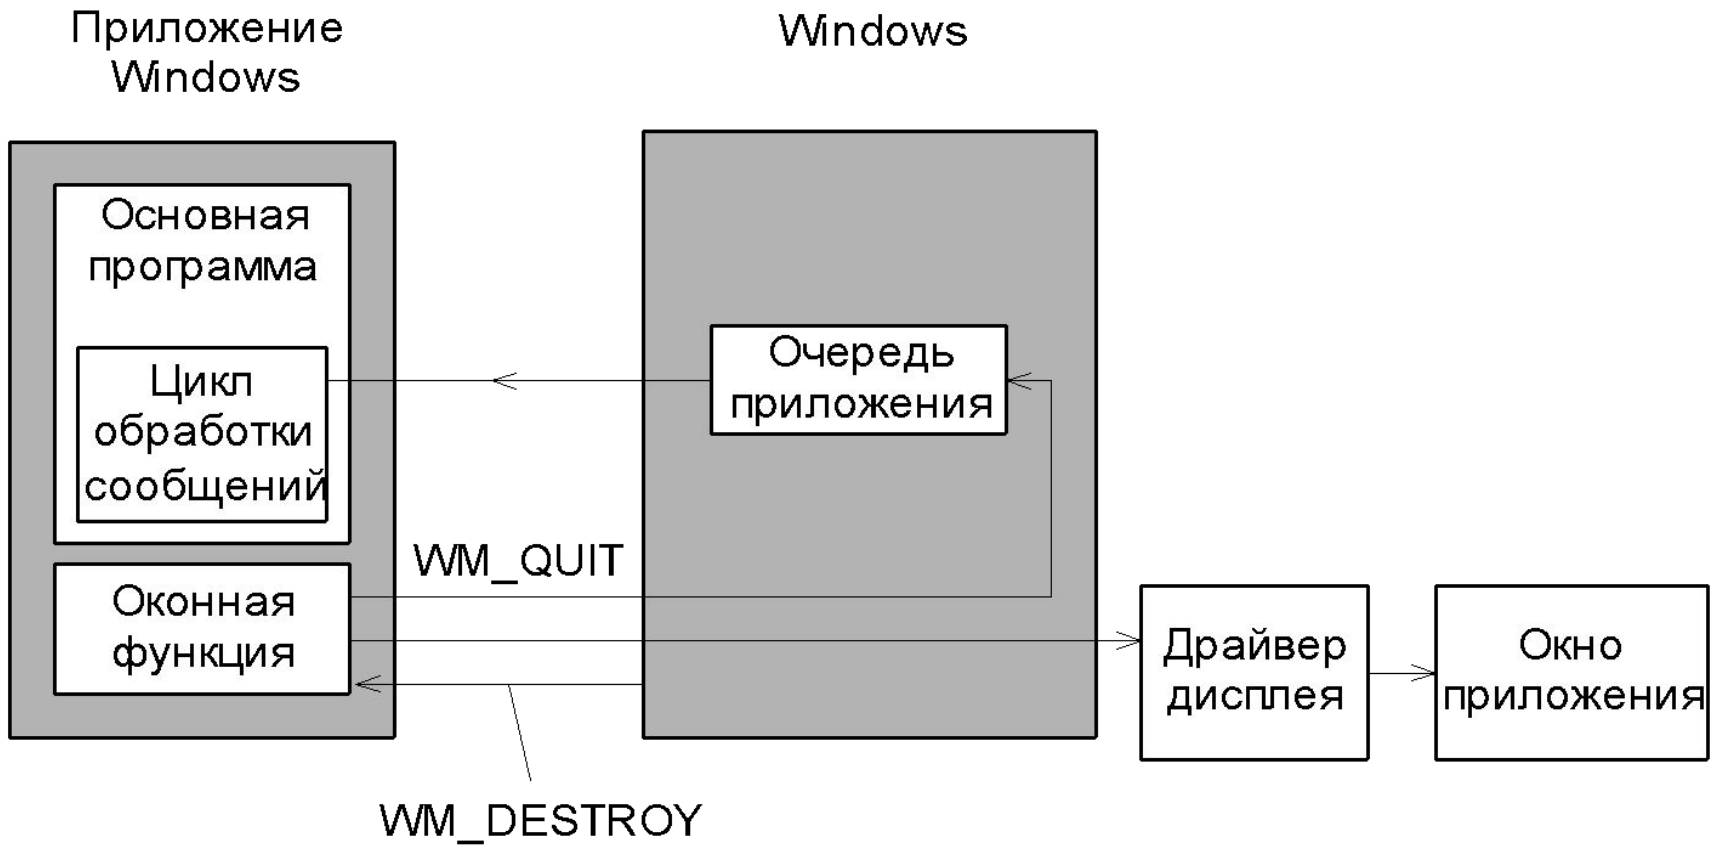 Приложение
Windows
Windows
Основная
программа
Цикл
обработки
сообщений
Очередь
приложения
WM_QUIT
Оконная
функция
Драйвер
дисплея
Окно
приложения
WM_DESTROY